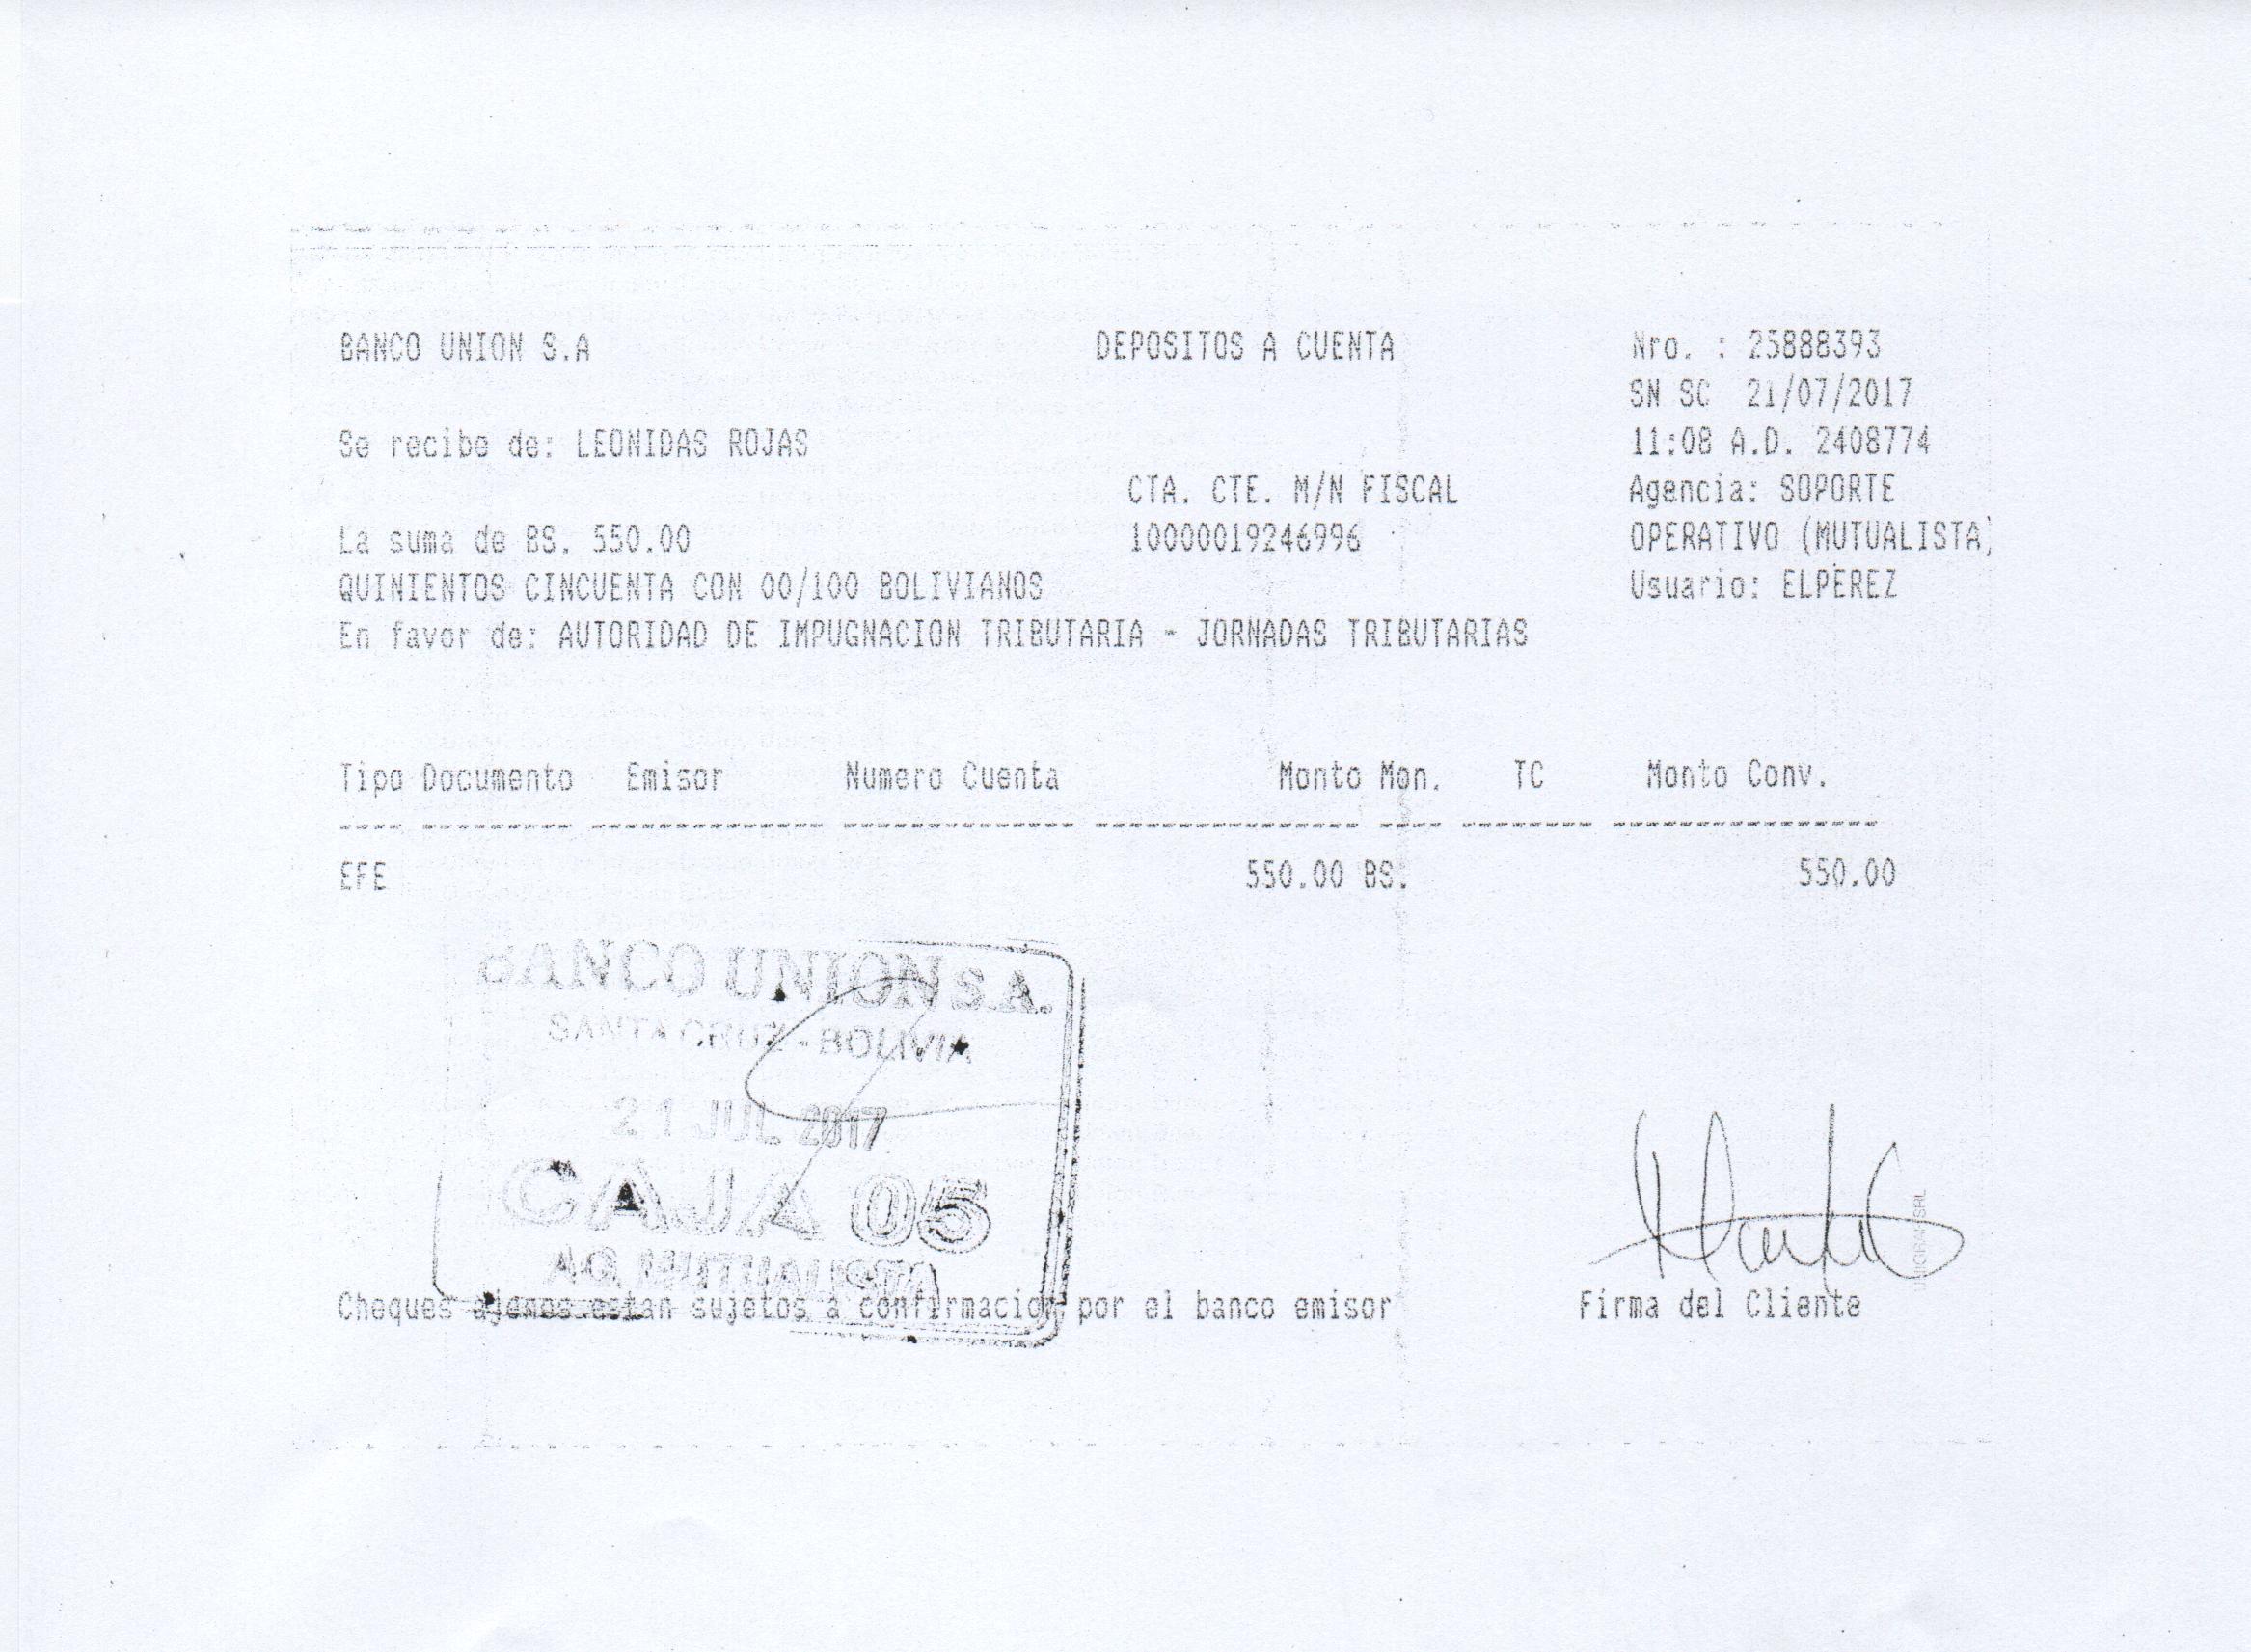 BANCO UNION S.A DEPOSITOS A CUENTA Nro. : 25888393
SN SC 21/07/2017
Se recibe de: LEONIDAS ROJAS 11:08 A.D. 2408774
CTA. CTE. M/N FISCAL Agencia: SOPORTE
La suma de BS. 550.00 10000019246996 OPERATIVO (MUTUALISTA)
QUINIENTOS CINCUENTA CON 00/100 BOLIVIANOS Usuario: ELPEREZ
En favor de: AUTORIDAD DE IMPUGNACION TRIBUTARIA - JORNADAS TRIBUTARIAS
Tipo Documento Emisor Numero Cuenta Monto Mon. TC Monto Conv.
EFE 550.00 BS. 550.00
BANCO UNION S.A.
SANTA CRUZ - BOLIVIA
21 JUL 2017
CAJA 05
AG. MUTUALISTA
UNIGRAF SRL
Cheques ajenos estan sujetos a confirmacion por el banco emisor Firma del Cliente